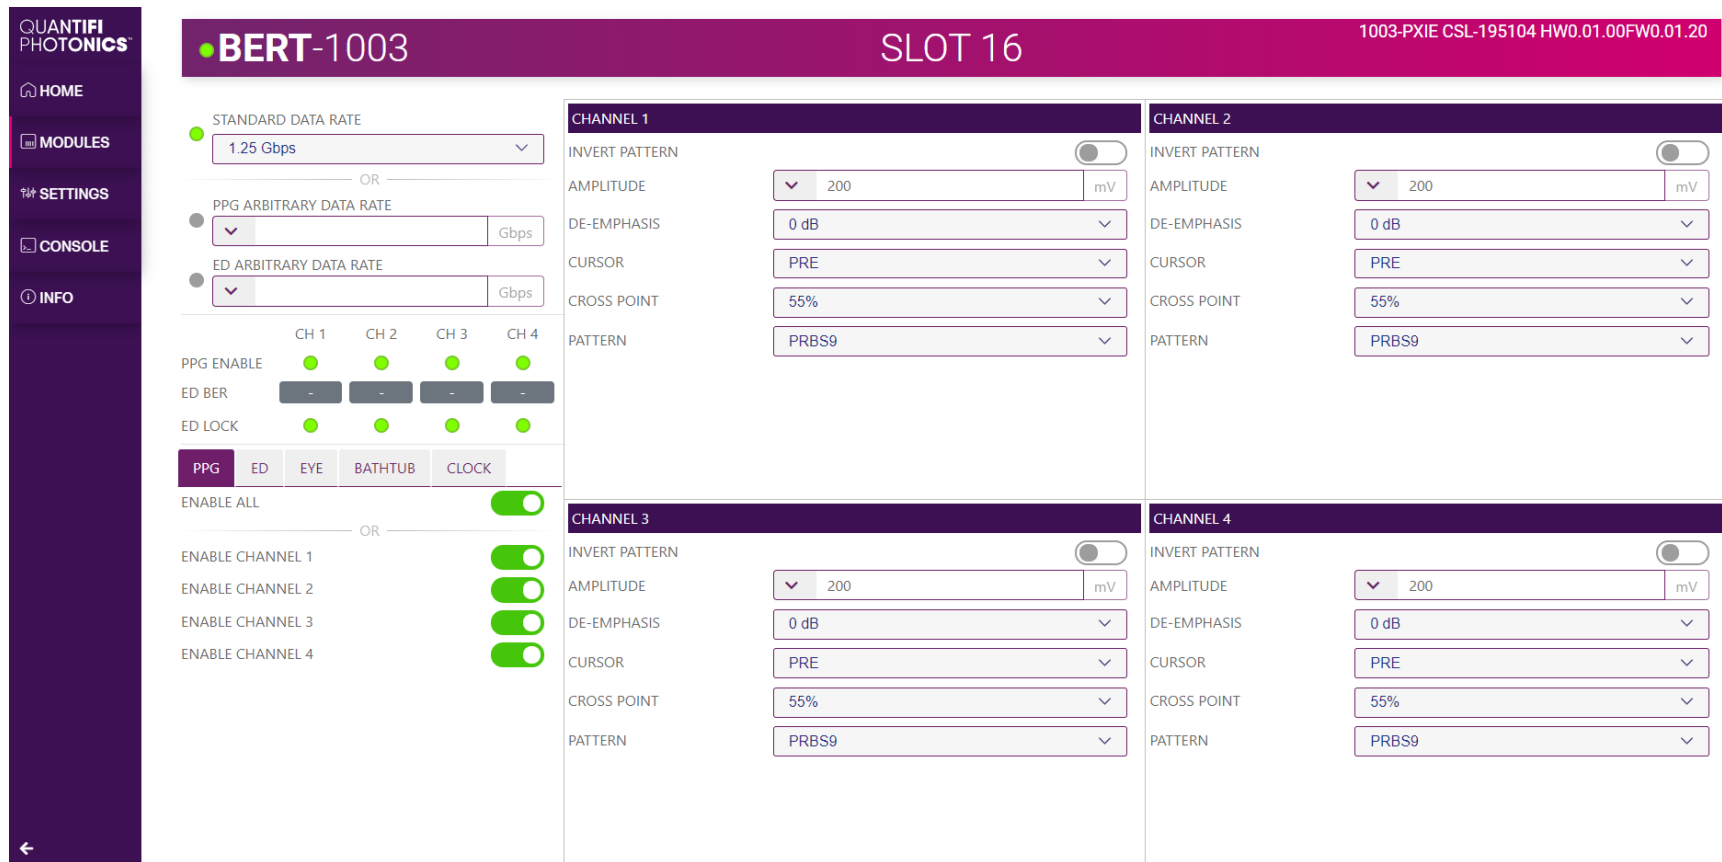 QUANTIFI
PHOTONICS™
HOME
MODULES
SETTINGS
CONSOLE
INFO
BERT-1003
SLOT 16
1003-PXIE CSL-195104 HW0.01.00FW0.01.20
STANDARD DATA RATE
1.25 Gbps
OR
PPG ARBITRARY DATA RATE
Gbps
ED ARBITRARY DATA RATE
Gbps
CH 1 CH 2 CH 3 CH 4
PPG ENABLE
ED BER - - - -
ED LOCK
PPG ED EYE BATHTUB CLOCK
ENABLE ALL
OR
ENABLE CHANNEL 1
ENABLE CHANNEL 2
ENABLE CHANNEL 3
ENABLE CHANNEL 4
CHANNEL 1
INVERT PATTERN
AMPLITUDE 200 mV
DE-EMPHASIS 0 dB
CURSOR PRE
CROSS POINT 55%
PATTERN PRBS9
CHANNEL 2
INVERT PATTERN
AMPLITUDE 200 mV
DE-EMPHASIS 0 dB
CURSOR PRE
CROSS POINT 55%
PATTERN PRBS9
CHANNEL 3
INVERT PATTERN
AMPLITUDE 200 mV
DE-EMPHASIS 0 dB
CURSOR PRE
CROSS POINT 55%
PATTERN PRBS9
CHANNEL 4
INVERT PATTERN
AMPLITUDE 200 mV
DE-EMPHASIS 0 dB
CURSOR PRE
CROSS POINT 55%
PATTERN PRBS9